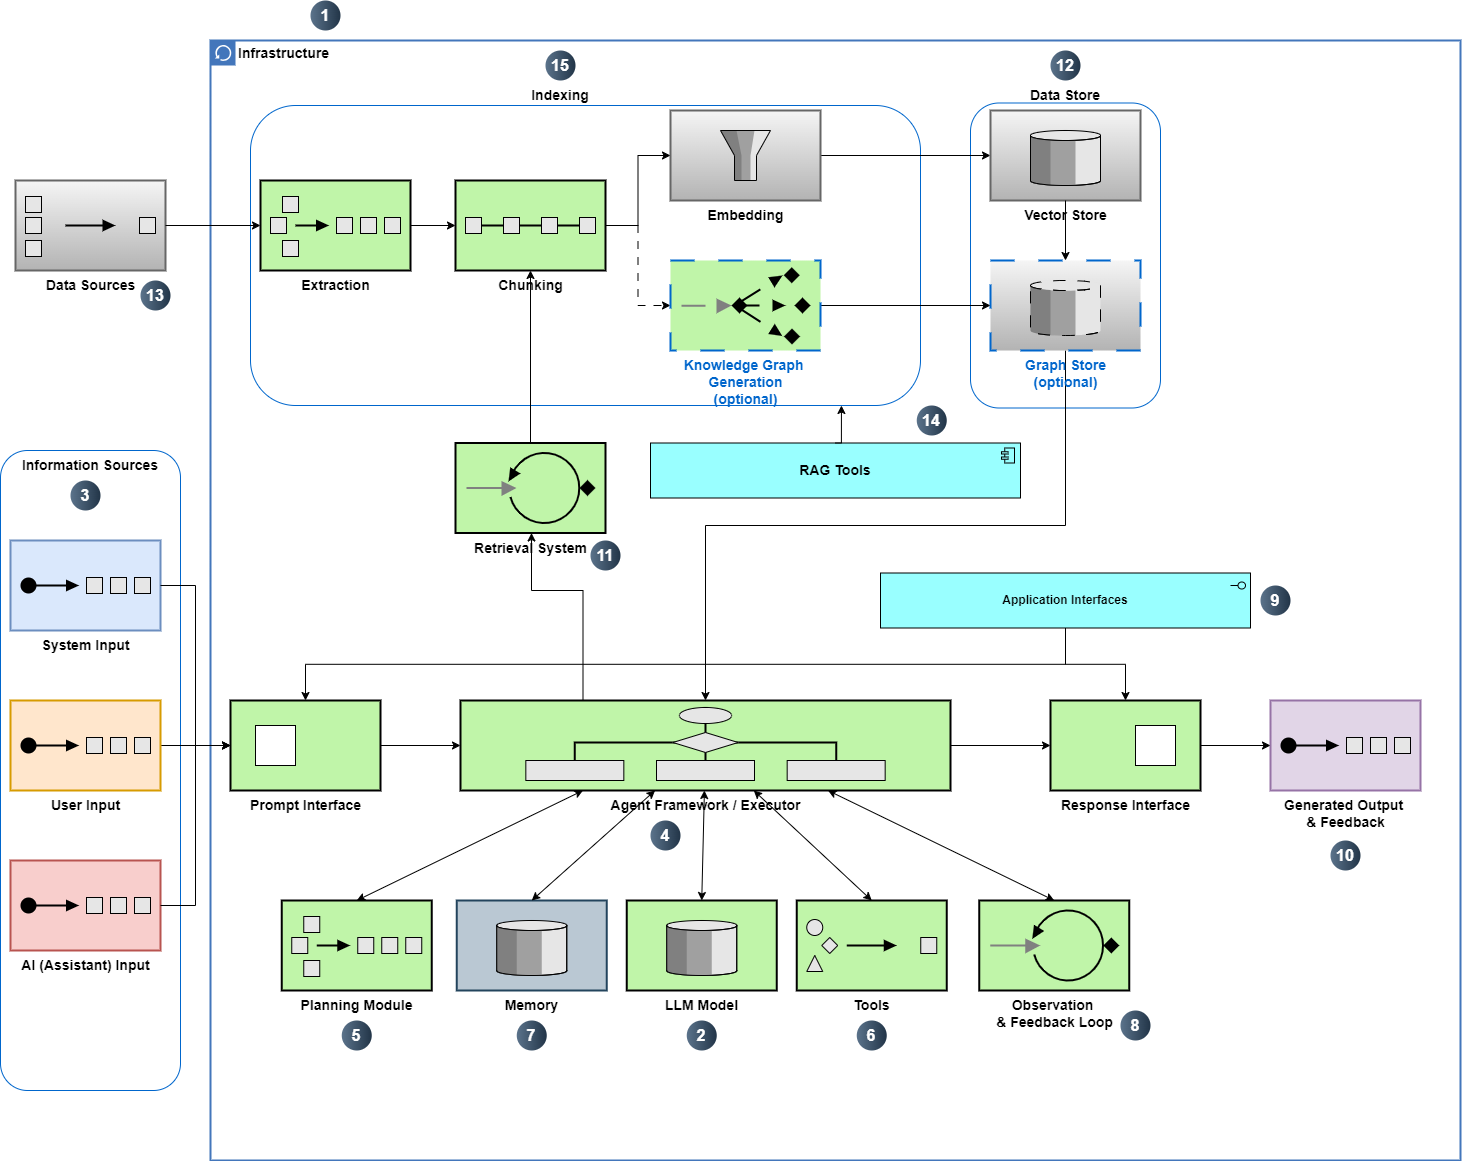 1
Infrastructure
15
Indexing
12
Data Store
Embedding
Vector Store
Data Sources
13
Extraction
Chunking
Knowledge Graph
Generation
(optional)
Graph Store
(optional)
14
RAG Tools
Information Sources
3
Retrieval System
11
Application Interfaces
9
System Input
User Input
Prompt Interface
Agent Framework / Executor
4
Response Interface
Generated Output
& Feedback
10
AI (Assistant) Input
Planning Module
5
Memory
7
LLM Model
2
Tools
6
Observation
& Feedback Loop
8